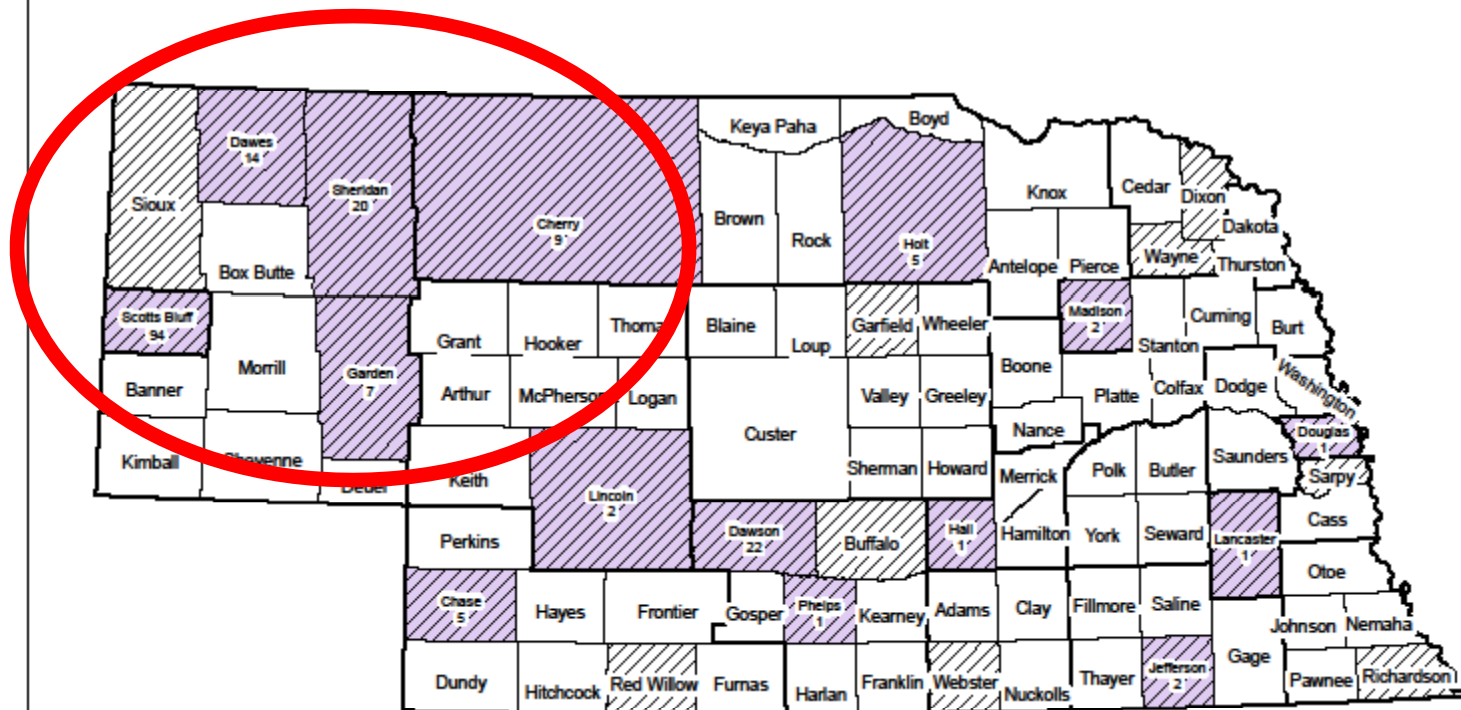 Sioux
Dawes
14
Sheridan
20
Cherry
9
Keya Paha
Boyd
Holt
5
Brown
Rock
Knox
Cedar
Dixon
Dakota
Box Butte
Antelope
Pierce
Wayne
Thurston
Scotts Bluff
94
Morrill
Garden
7
Grant
Hooker
Thoma
Blaine
Loup
Garfield
Wheeler
Madison
2
Stanton
Cuming
Burt
Banner
Arthur
McPherson
Logan
Custer
Valley
Greeley
Boone
Platte
Colfax
Dodge
Washington
Kimball
Cheyenne
Deuel
Keith
Lincoln
2
Sherman
Howard
Nance
Merrick
Polk
Butler
Saunders
Douglas
1
Sarpy
Perkins
Dawson
22
Buffalo
Hall
1
Hamilton
York
Seward
Lancaster
1
Cass
Otoe
Chase
5
Hayes
Frontier
Gosper
Phelps
1
Kearney
Adams
Clay
Fillmore
Saline
Johnson
Nemaha
Dundy
Hitchcock
Red Willow
Furnas
Harlan
Franklin
Webster
Nuckolls
Thayer
Jefferson
2
Gage
Pawnee
Richardson